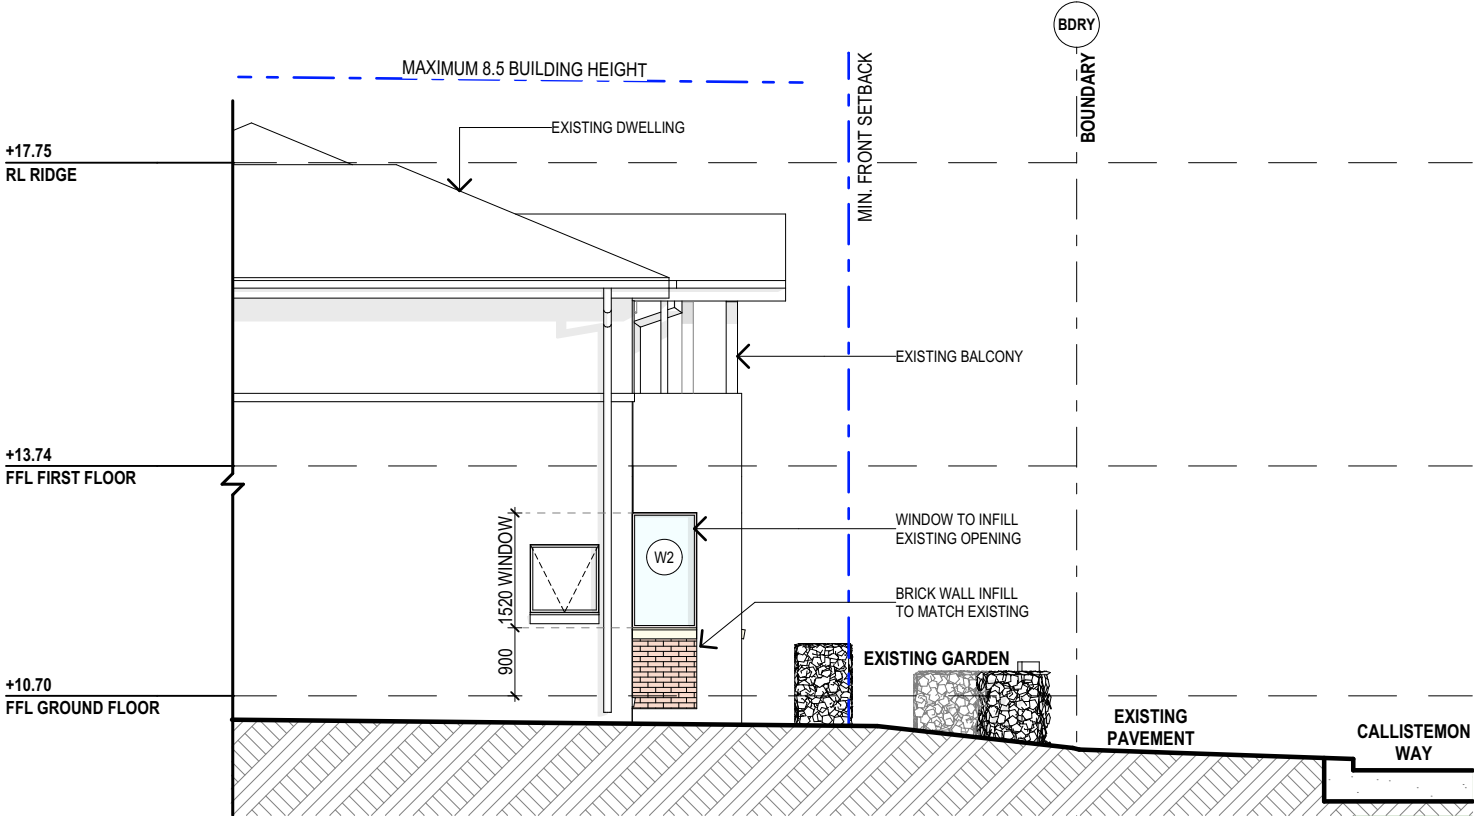 BDRY
BOUNDARY
MAXIMUM 8.5 BUILDING HEIGHT
MIN. FRONT SETBACK
EXISTING DWELLING
+17.75
RL RIDGE
EXISTING BALCONY
+13.74
FFL FIRST FLOOR
WINDOW TO INFILL
EXISTING OPENING
1520 WINDOW
W2
BRICK WALL INFILL
TO MATCH EXISTING
900
EXISTING GARDEN
+10.70
FFL GROUND FLOOR
EXISTING
PAVEMENT
CALLISTEMON
WAY